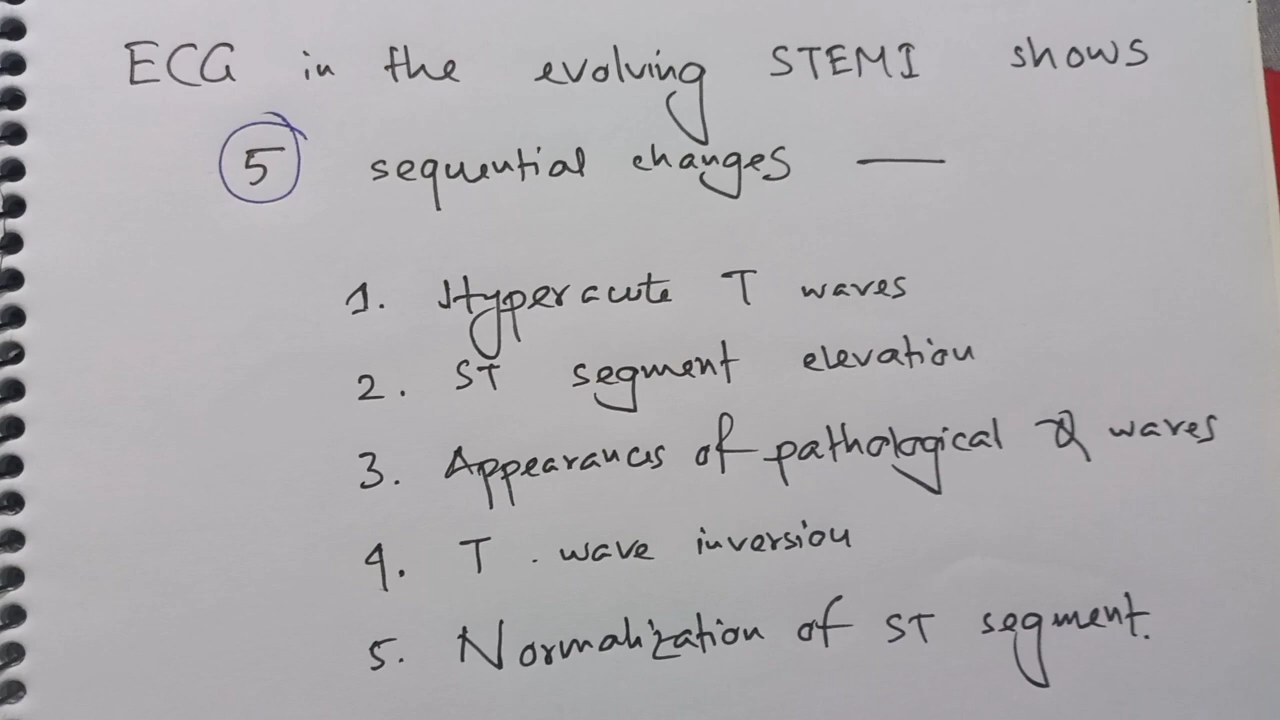 ECG in the evolving STEMI shows
5 sequential changes —
1. Hyperacute T waves
2. ST segment elevation
3. Appearances of pathological Q waves
4. T. wave inversion
5. Normalization of ST segment.